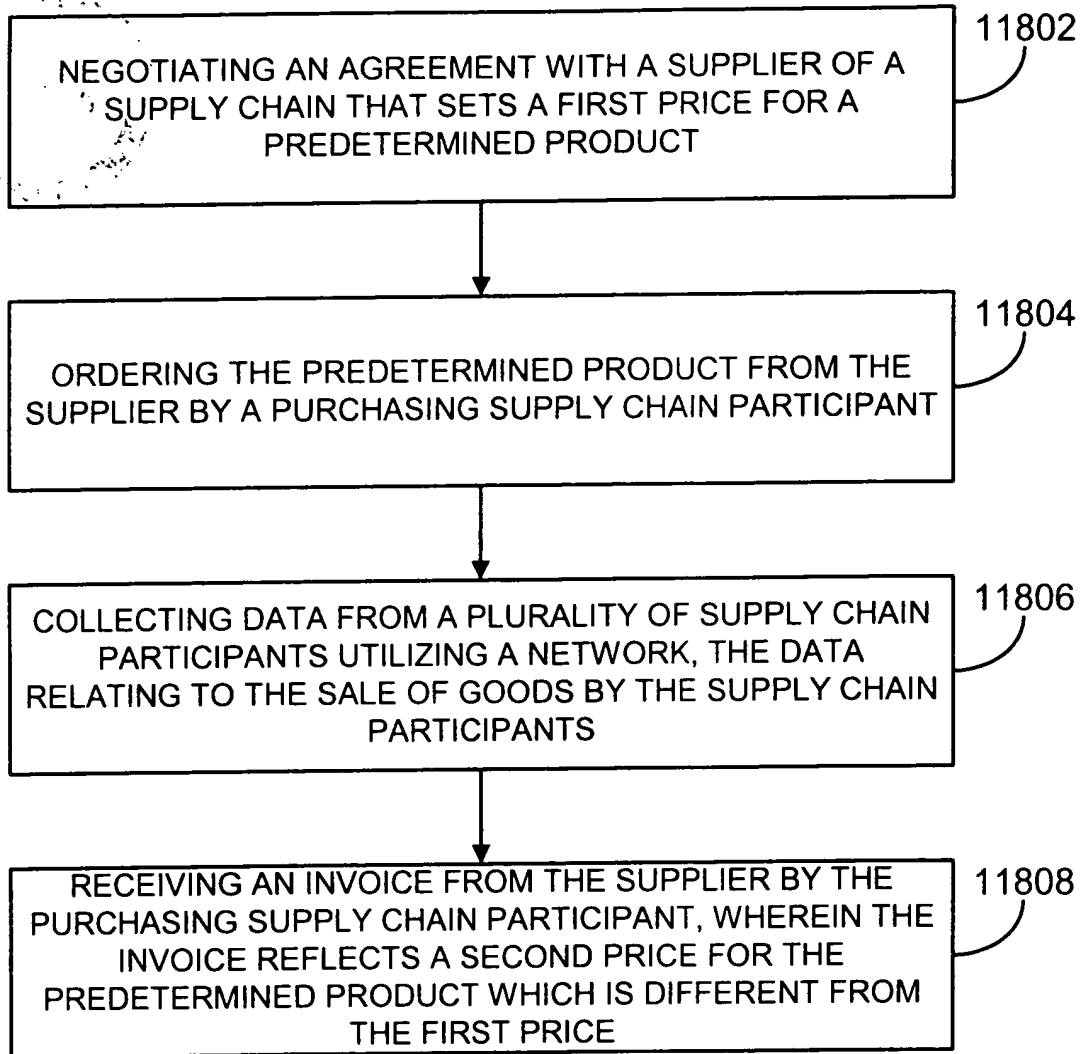 11802
NEGOTIATING AN AGREEMENT WITH A SUPPLIER OF A
SUPPLY CHAIN THAT SETS A FIRST PRICE FOR A
PREDETERMINED PRODUCT
11804
ORDERING THE PREDETERMINED PRODUCT FROM THE
SUPPLIER BY A PURCHASING SUPPLY CHAIN PARTICIPANT
11806
COLLECTING DATA FROM A PLURALITY OF SUPPLY CHAIN
PARTICIPANTS UTILIZING A NETWORK, THE DATA
RELATING TO THE SALE OF GOODS BY THE SUPPLY CHAIN
PARTICIPANTS
11808
RECEIVING AN INVOICE FROM THE SUPPLIER BY THE
PURCHASING SUPPLY CHAIN PARTICIPANT, WHEREIN THE
INVOICE REFLECTS A SECOND PRICE FOR THE
PREDETERMINED PRODUCT WHICH IS DIFFERENT FROM
THE FIRST PRICE